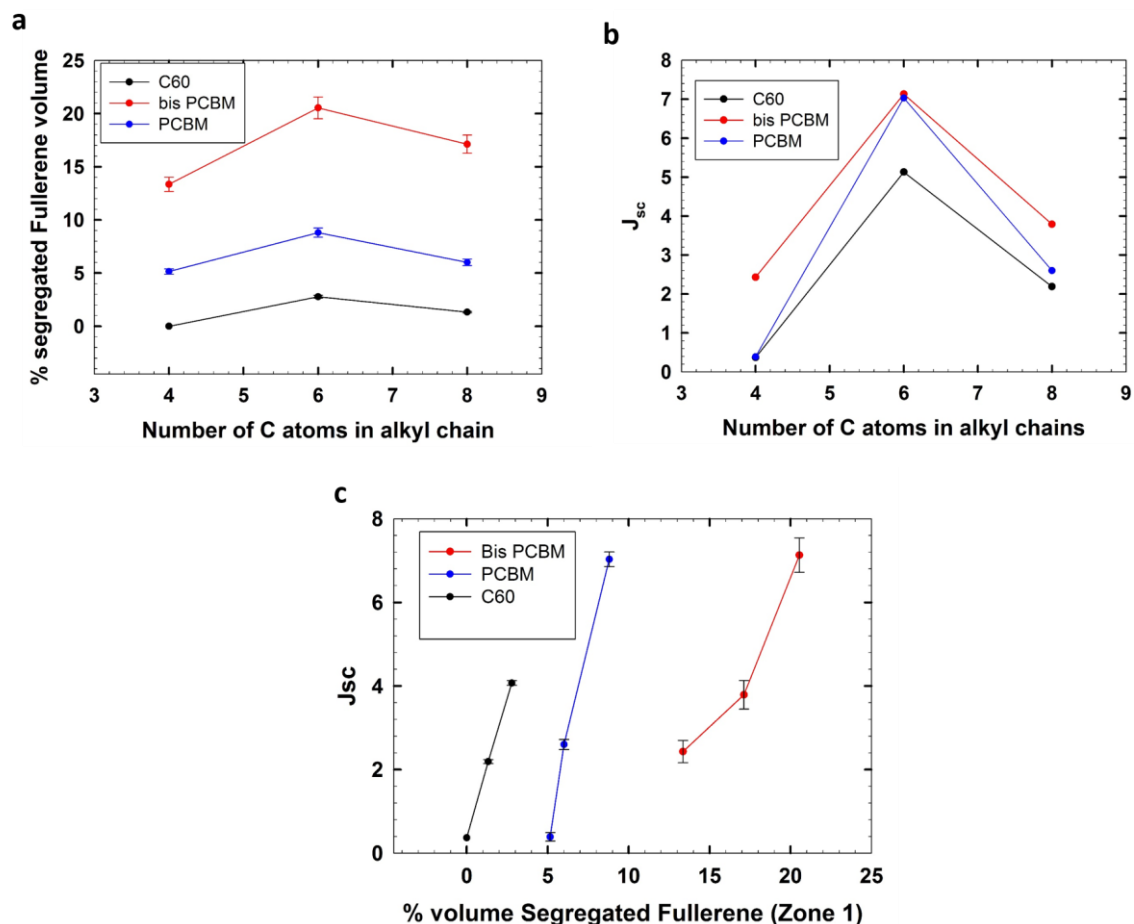 a
25
20
15
10
5
0
% segregated Fullerene volume
C60
bis PCBM
PCBM
3 4 5 6 7 8 9
Number of C atoms in alkyl chain
b
8
7
6
5
4
3
2
1
0
Jsc
C60
bis PCBM
PCBM
3 4 5 6 7 8 9
Number of C atoms in alkyl chains
c
8
6
4
2
0
Jsc
Bis PCBM
PCBM
C60
0 5 10 15 20 25
% volume Segregated Fullerene (Zone 1)